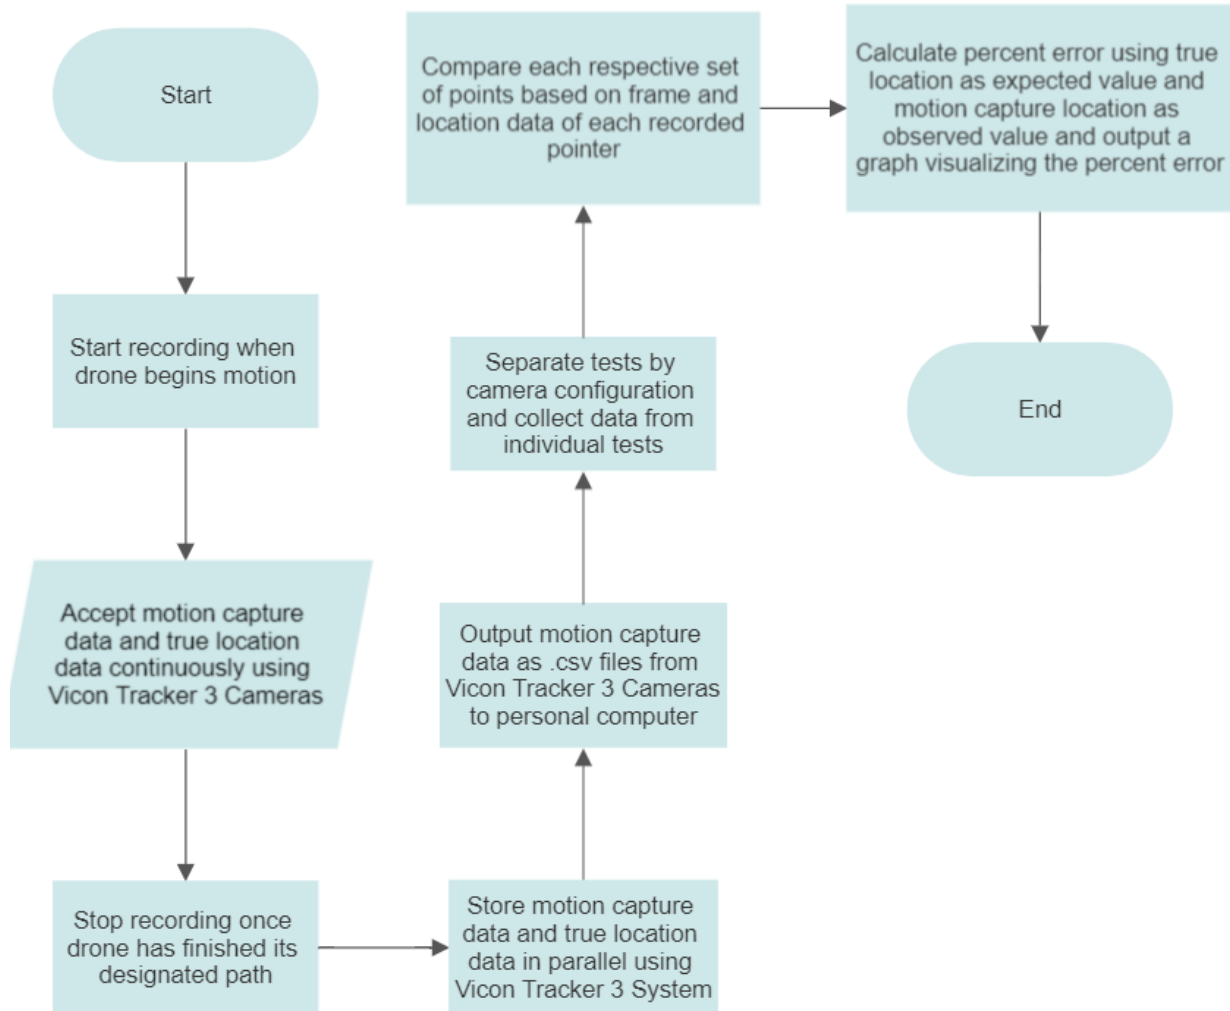 Start
Start recording when
drone begins motion
Accept motion capture
data and true location
data continuously using
Vicon Tracker 3 Cameras
Stop recording once
drone has finished its
designated path
Store motion capture
data and true location
data in parallel using
Vicon Tracker 3 System
Output motion capture
data as .csv files from
Vicon Tracker 3 Cameras
to personal computer
Separate tests by
camera configuration
and collect data from
individual tests
Compare each respective set
of points based on frame and
location data of each recorded
pointer
Calculate percent error using true
location as expected value and
motion capture location as
observed value and output a
graph visualizing the percent error
End